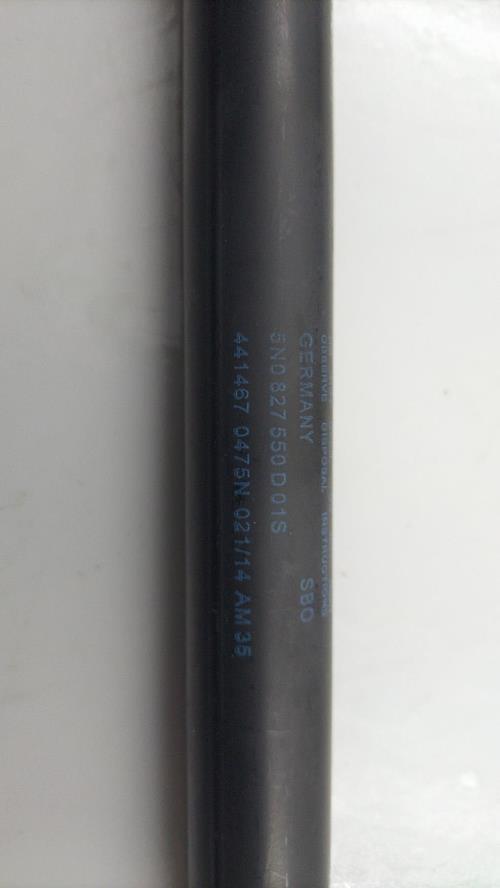 OBSERVE DISPOSAL INSTRUCTIONS
GERMANY SBO
5N0 827 550 D 01S
441467 0475N 021/14 AM 35